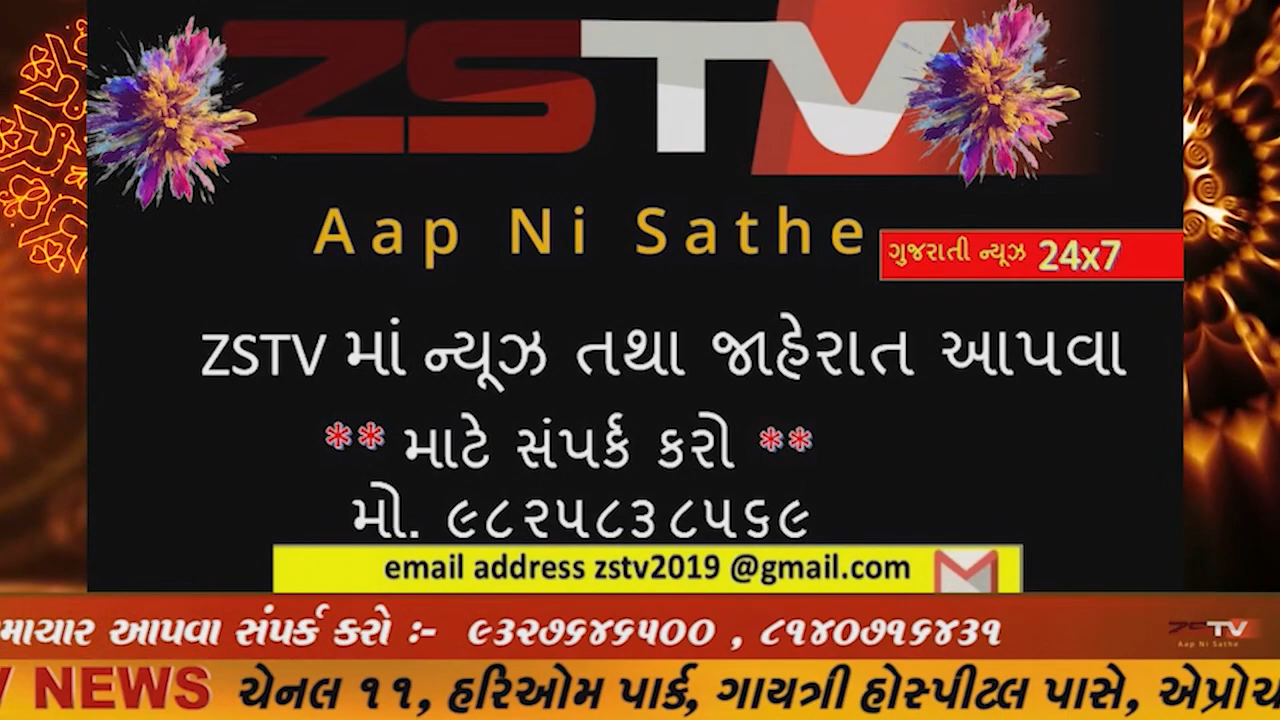 ZSTV
Aap Ni Sathe
ગુજરાતી ન્યૂઝ 24x7
ZSTV માં ન્યૂઝ તથા જાહેરાત આપવા
** માટે સંપર્ક કરો **
મો. ૯૮૨૫૮૩૮૫૬૯
email address zstv2019 @gmail.com
માચાર આપવા સંપર્ક કરો :- ૯૩૨૭૬૪૬૫૦૦ , ૮૧૪૦૭૧૬૪૩૧
ZSTV
Aap Ni Sathe
V NEWS ચેનલ ૧૧, હરિઓમ પાર્ક, ગાયત્રી હોસ્પીટલ પાસે, એપ્રોચ